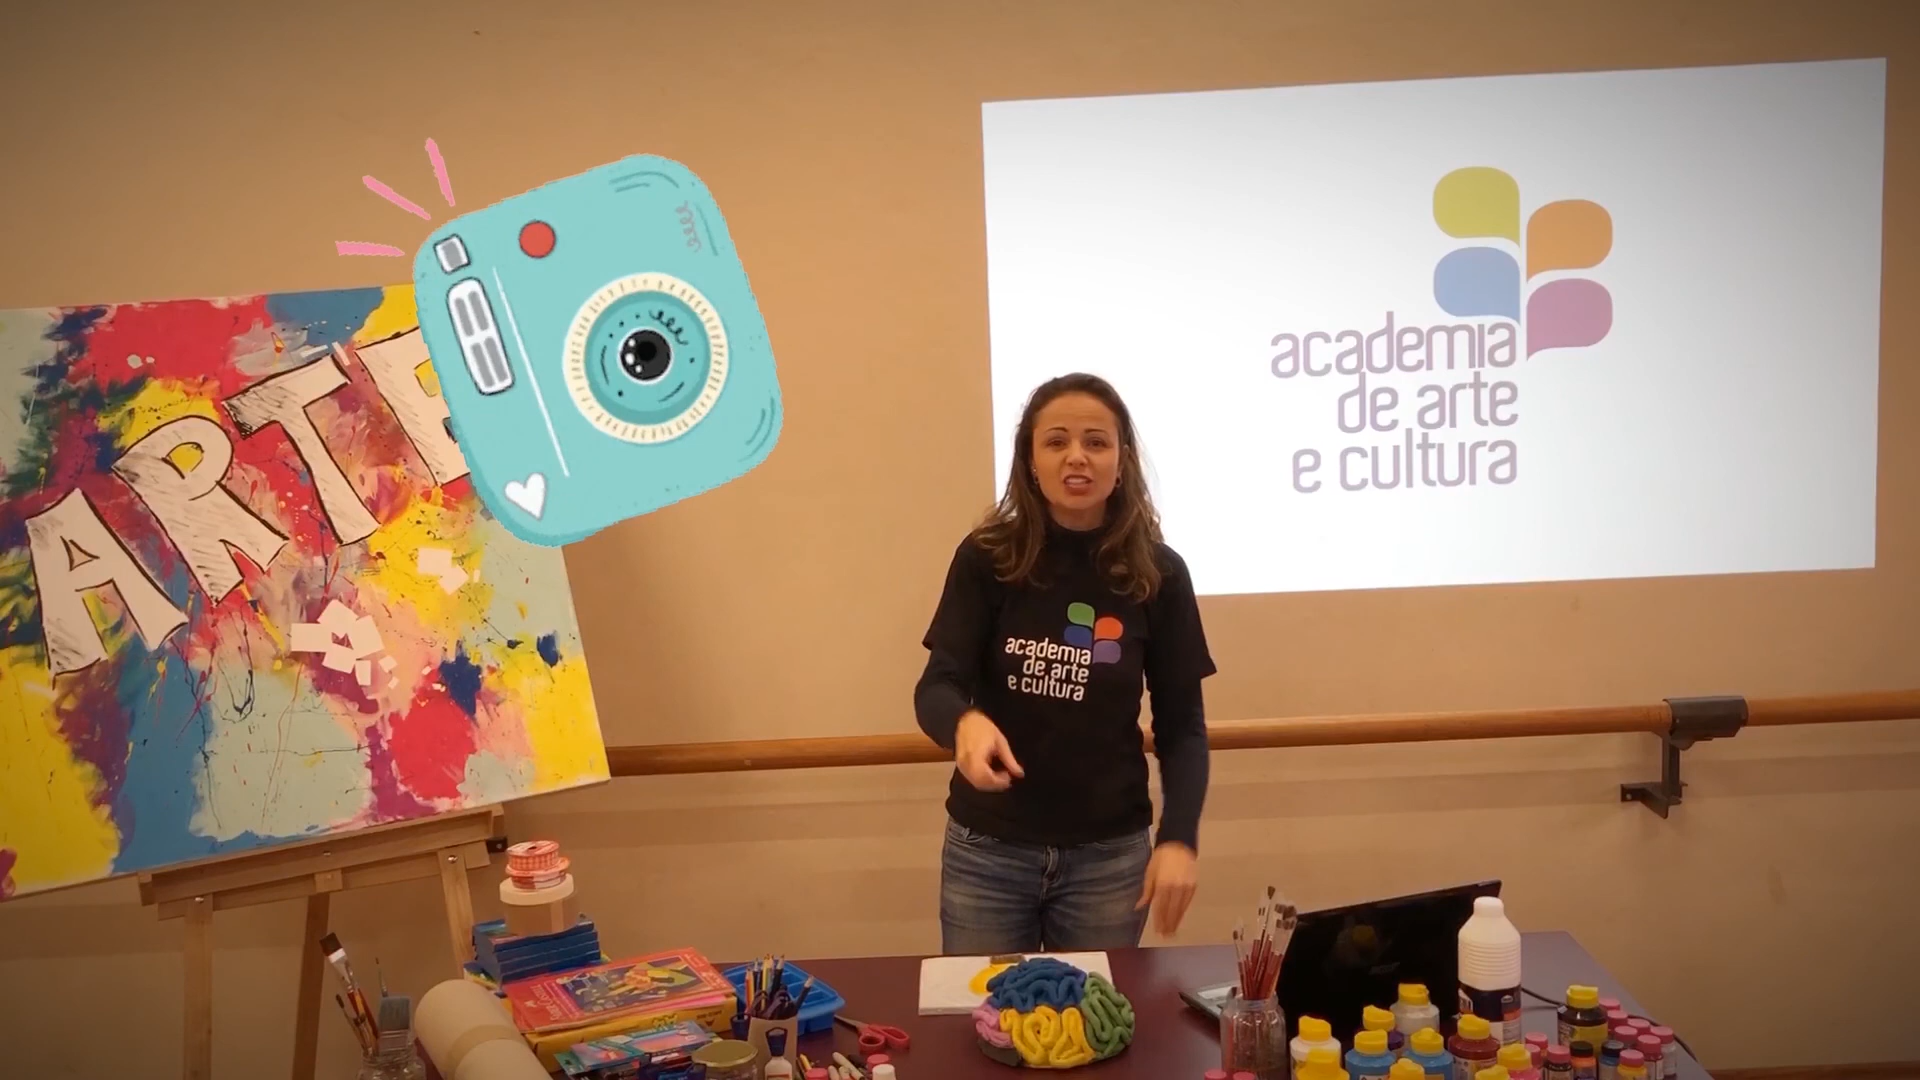 ARTE
academia
de arte
e cultura
academia
de arte
e cultura